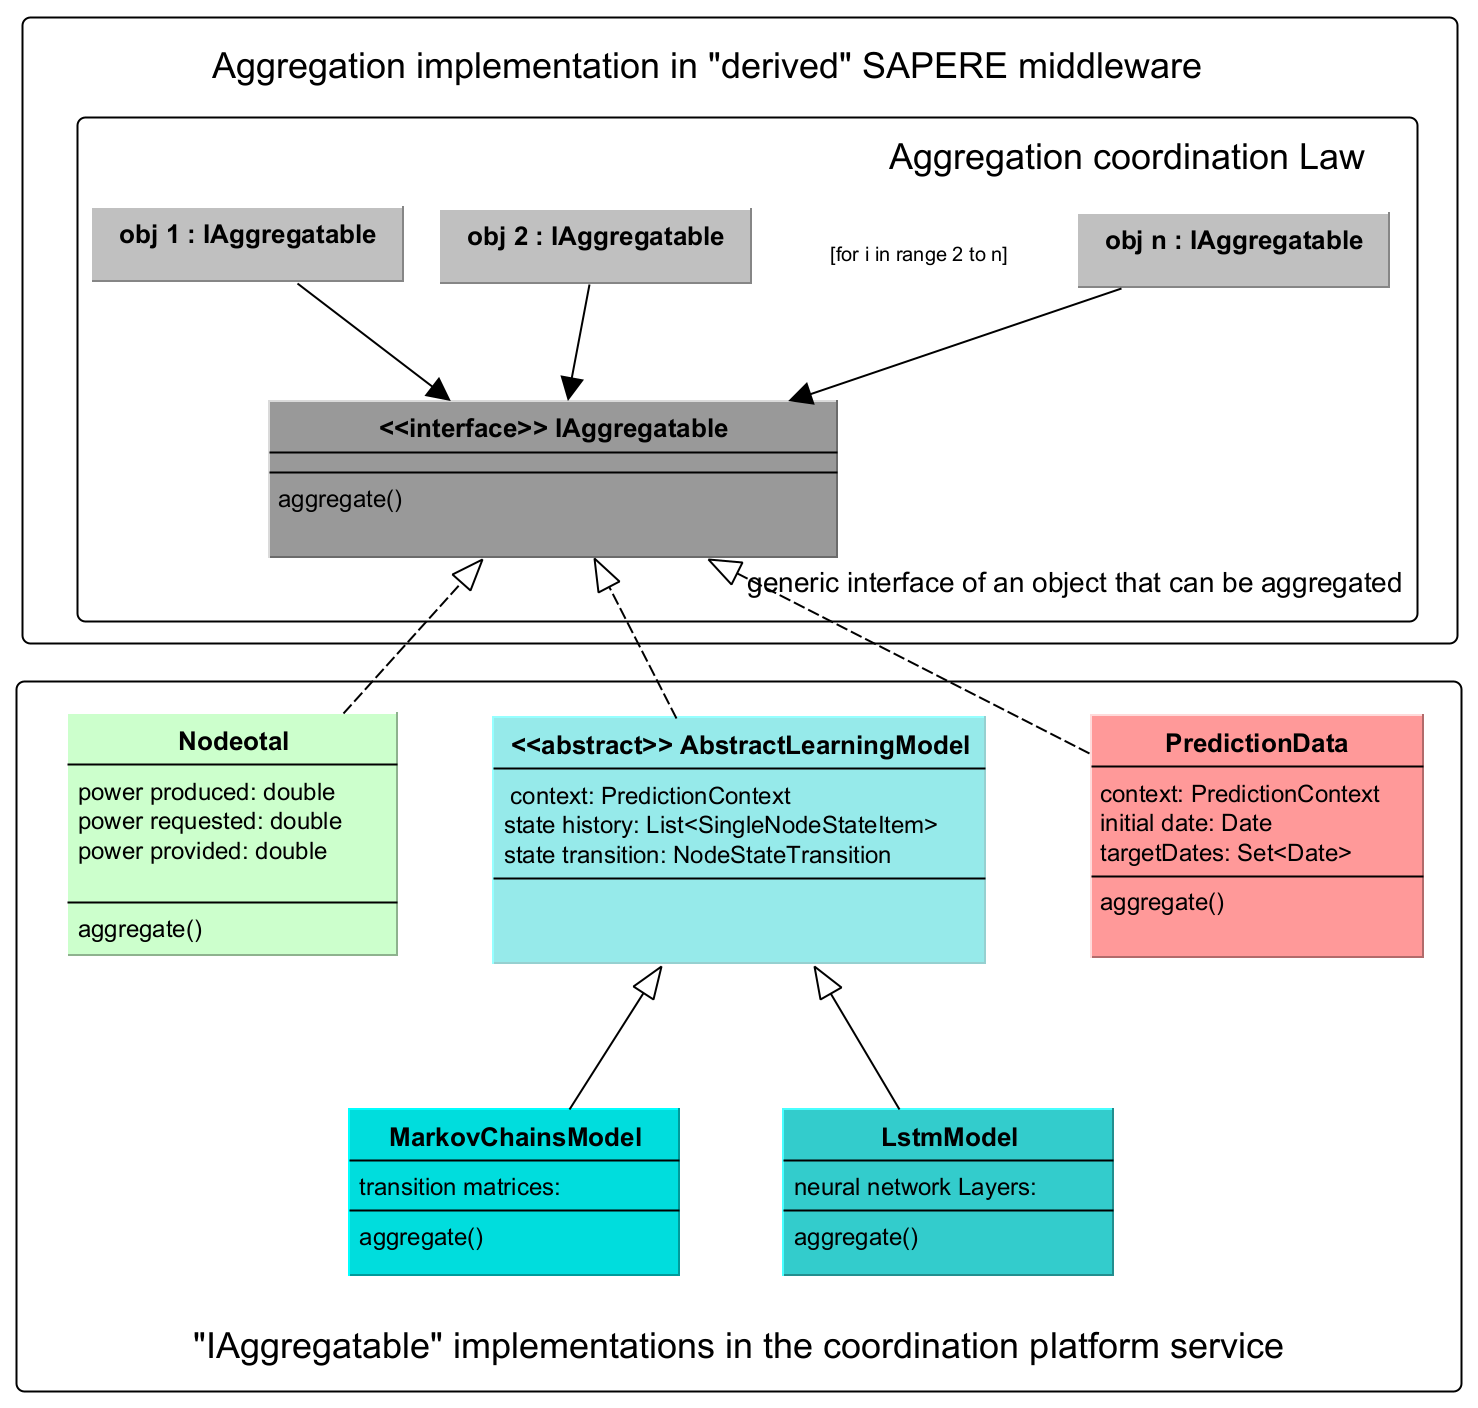 Aggregation implementation in "derived" SAPERE middleware
Aggregation coordination Law
obj 1 : IAggregatable
obj 2 : IAggregatable
[for i in range 2 to n]
obj n : IAggregatable
<<interface>> IAggregatable
aggregate()
generic interface of an object that can be aggregated
Nodeotal
power produced: double
power requested: double
power provided: double
aggregate()
<<abstract>> AbstractLearningModel
context: PredictionContext
state history: List<SingleNodeStateItem>
state transition: NodeStateTransition
PredictionData
context: PredictionContext
initial date: Date
targetDates: Set<Date>
aggregate()
MarkovChainsModel
transition matrices:
aggregate()
LstmModel
neural network Layers:
aggregate()
"IAggregatable" implementations in the coordination platform service